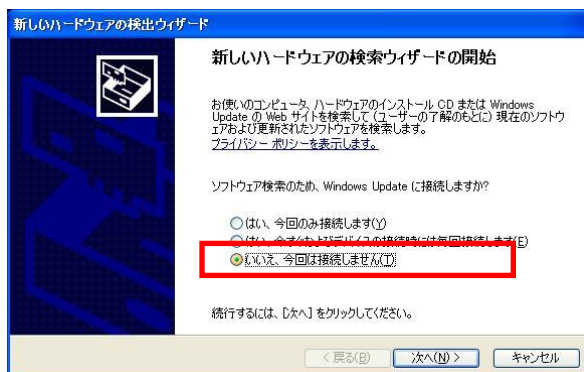 新しいハードウェアの検出ウィザード
新しいハードウェアの検索ウィザードの開始
お使いのコンピュータ、ハードウェアのインストール CD または Windows
Update の Web サイトを検索して (ユーザーの了解のもとに) 現在のソフトウ
ェアおよび更新されたソフトウェアを検索します。
プライバシー ポリシーを表示します。
ソフトウェア検索のため、Windows Update に接続しますか?
はい、今回のみ接続します(Y)
はい、今すぐおよびデバイスの接続時には毎回接続します(E)
いいえ、今回は接続しません(T)
続行するには、[次へ] をクリックしてください。
< 戻る(B) 次へ(N) > キャンセル